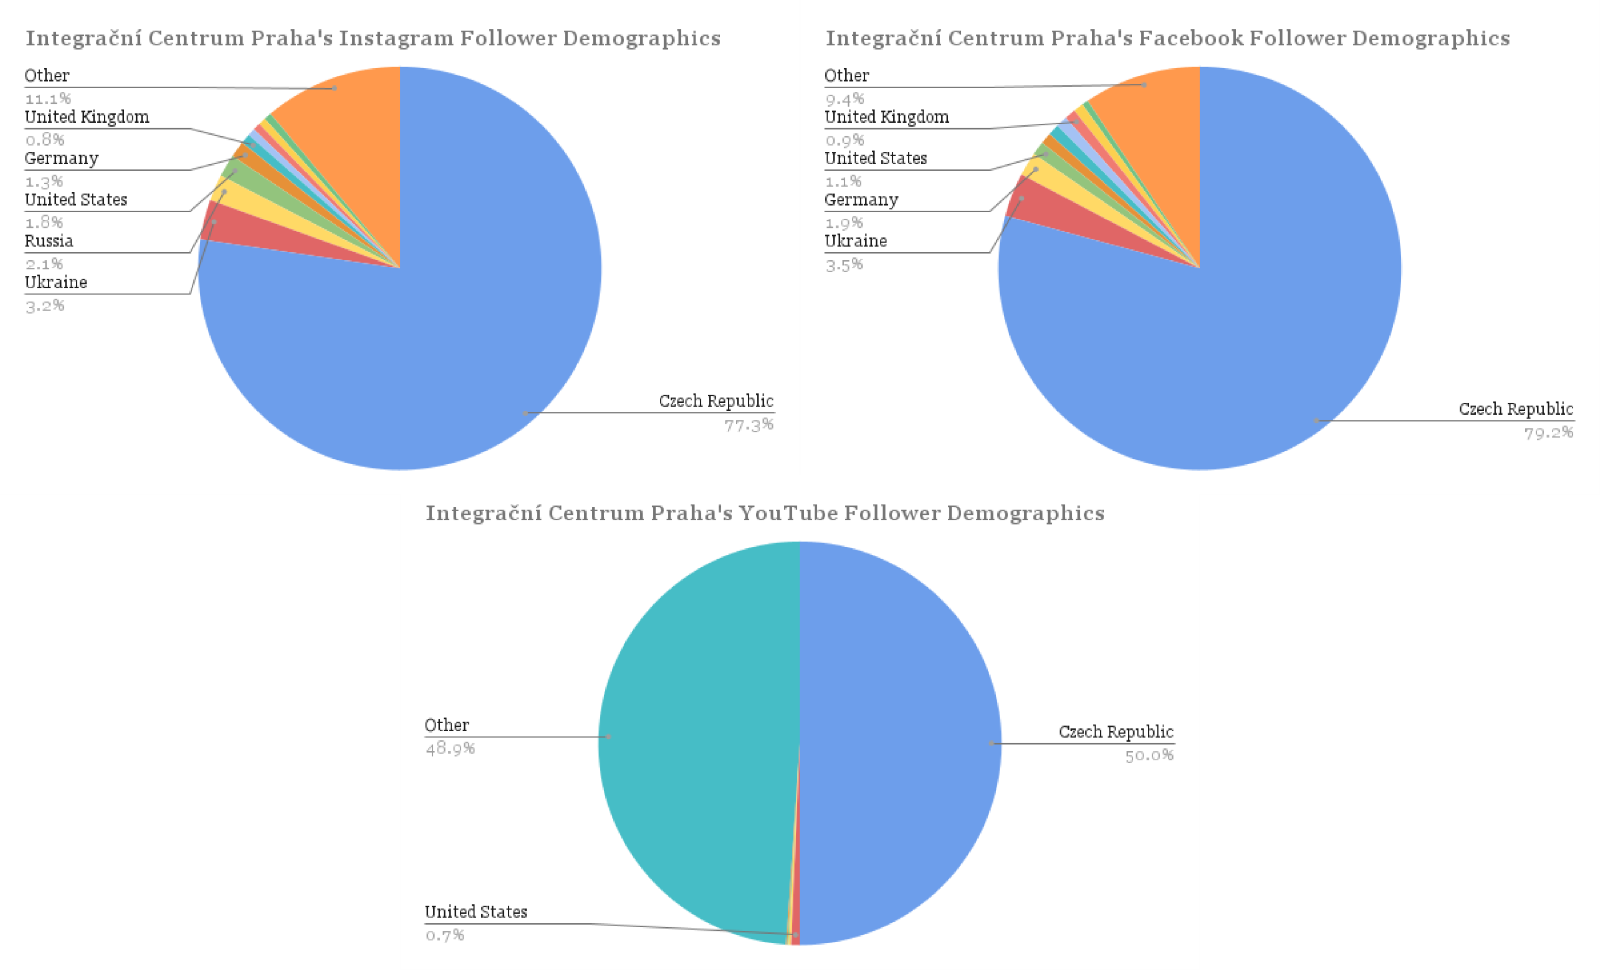 Integrační Centrum Praha's Instagram Follower Demographics
Other
11.1%
United Kingdom
0.8%
Germany
1.3%
United States
1.8%
Russia
2.1%
Ukraine
3.2%
Czech Republic
77.3%
Integrační Centrum Praha's Facebook Follower Demographics
Other
9.4%
United Kingdom
0.9%
United States
1.1%
Germany
1.9%
Ukraine
3.5%
Czech Republic
79.2%
Integrační Centrum Praha's YouTube Follower Demographics
Other
48.9%
Czech Republic
50.0%
United States
0.7%